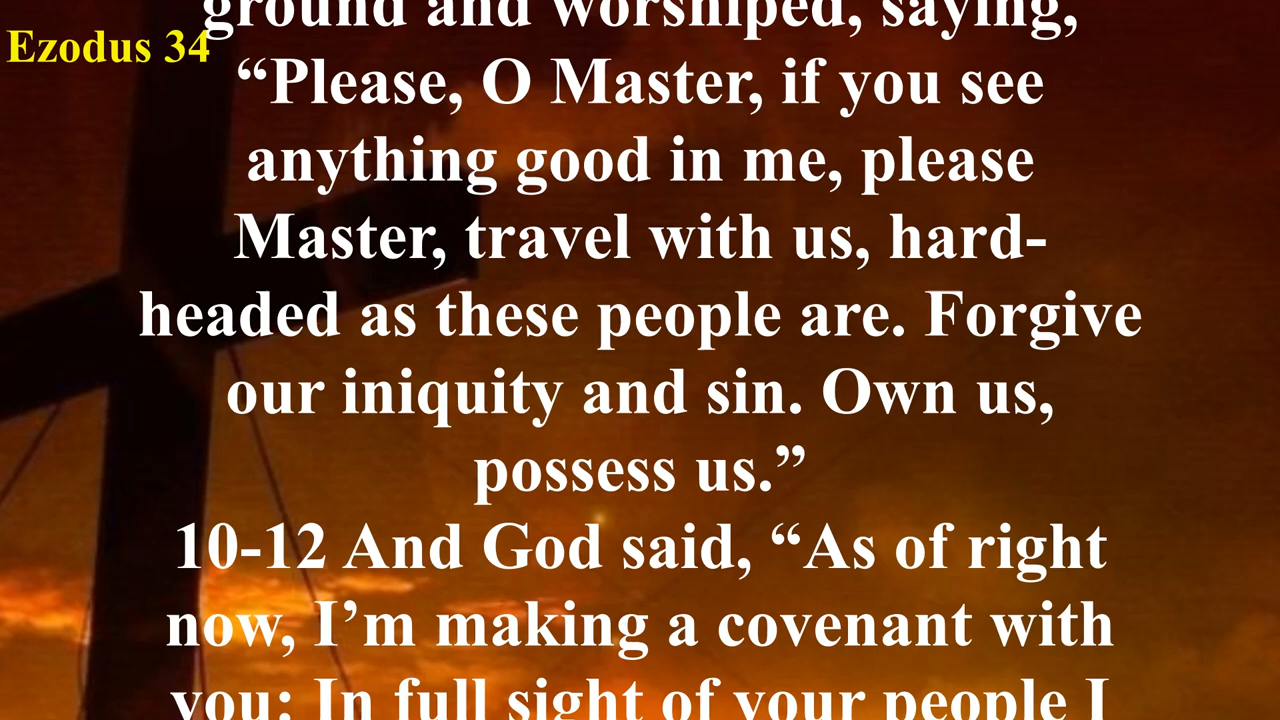 ground and worshiped, saying,
Ezodus 34
“Please, O Master, if you see
anything good in me, please
Master, travel with us, hard-
headed as these people are. Forgive
our iniquity and sin. Own us,
possess us.”
10-12 And God said, “As of right
now, I’m making a covenant with
you: In full sight of your people I